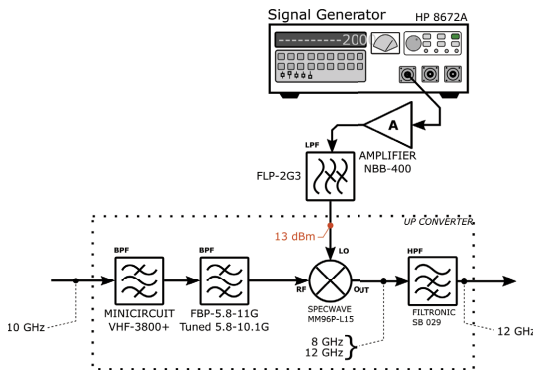 Signal Generator
HP 8672A
----------200
A
AMPLIFIER
NBB-400
LPF
FLP-2G3
UP CONVERTER
13 dBm
LO
BPF
BPF
HPF
RF
OUT
10 GHz
MINICIRCUIT
VHF-3800+
FBP-5.8-11G
Tuned 5.8-10.1G
SPECWAVE
MM96P-L15
FILTRONIC
SB 029
12 GHz
8 GHz
12 GHz